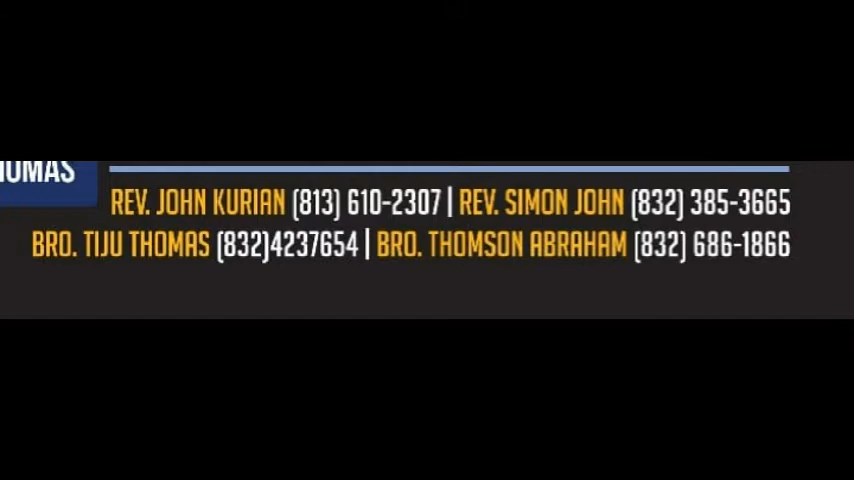 REV. JOHN KURIAN (813) 610-2307 | REV. SIMON JOHN (832) 385-3665
BRO. TIJU THOMAS (832)4237654 | BRO. THOMSON ABRAHAM (832) 686-1866